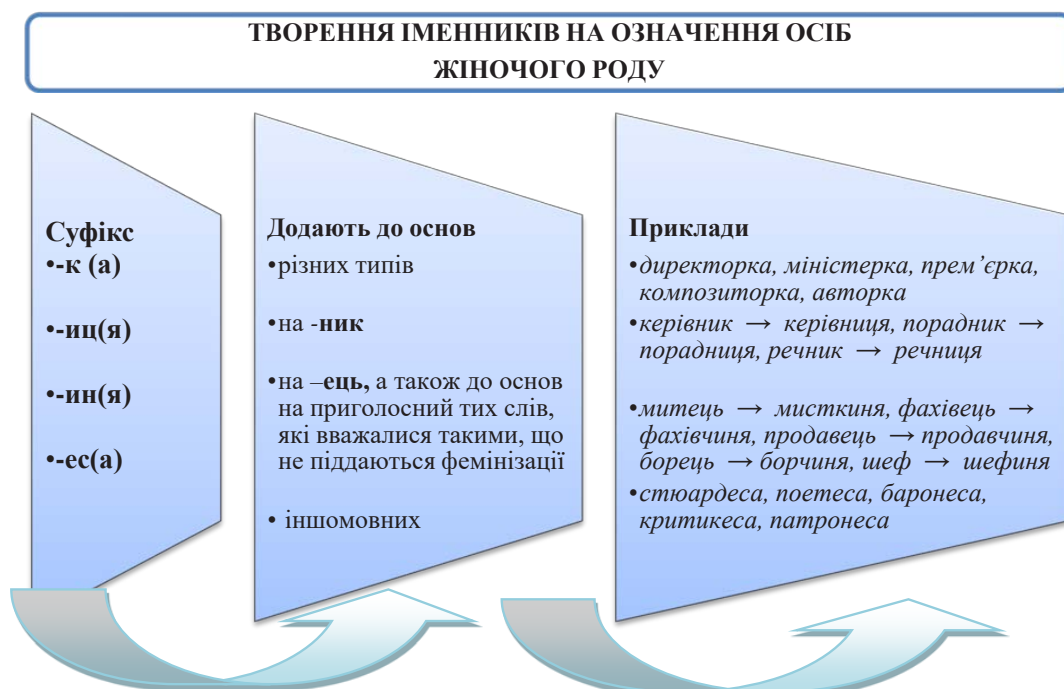 ТВОРЕННЯ ІМЕННИКІВ НА ОЗНАЧЕННЯ ОСІБ
ЖІНОЧОГО РОДУ
Суфікс
•-к (а)
•-иц(я)
•-ин(я)
•-ес(а)
Додають до основ
•різних типів
•на -ник
•на –ець, а також до основ
на приголосний тих слів,
які вважалися такими, що
не піддаються фемінізації
• іншомовних
Приклади
•директорка, міністерка, прем’єрка,
композиторка, авторка
•керівник → керівниця, порадник →
порадниця, речник → речниця
•митець → мисткиня, фахівець →
фахівчиня, продавець → продавчиня,
борець → борчиня, шеф → шефиня
•стюардеса, поетеса, баронеса,
критикеса, патронеса